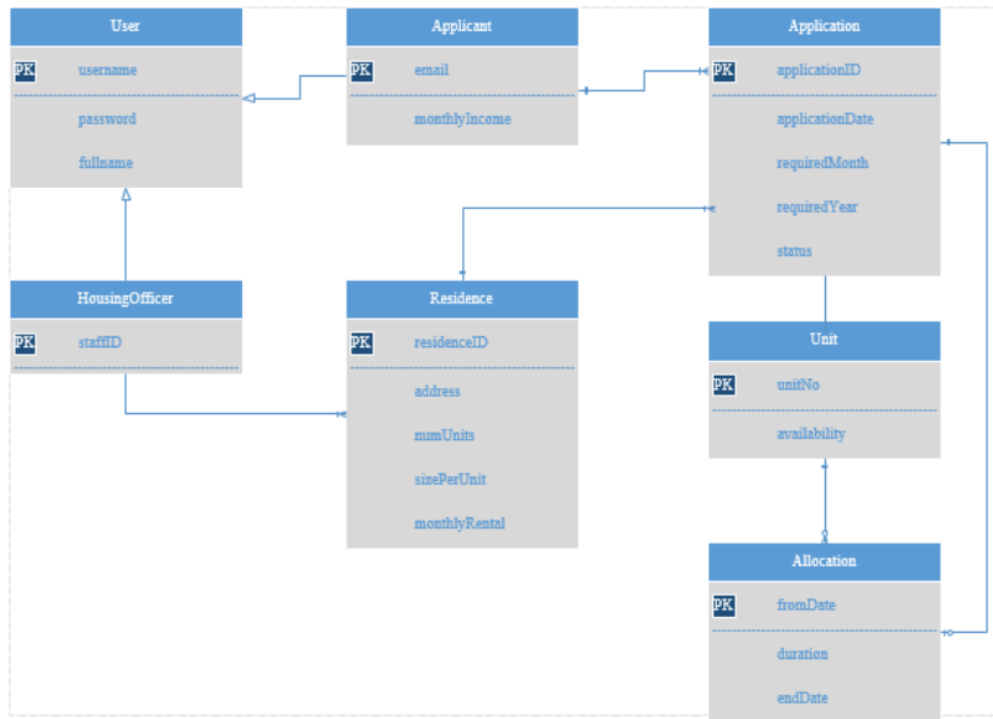 User
PK username
password
fullname
Applicant
PK email
monthlyIncome
Application
PK applicationID
applicationDate
requiredMonth
requiredYear
status
HousingOfficer
PK staffID
Residence
PK residenceID
address
numUnits
sizePerUnit
monthlyRental
Unit
PK unitNo
availability
Allocation
PK fromDate
duration
endDate